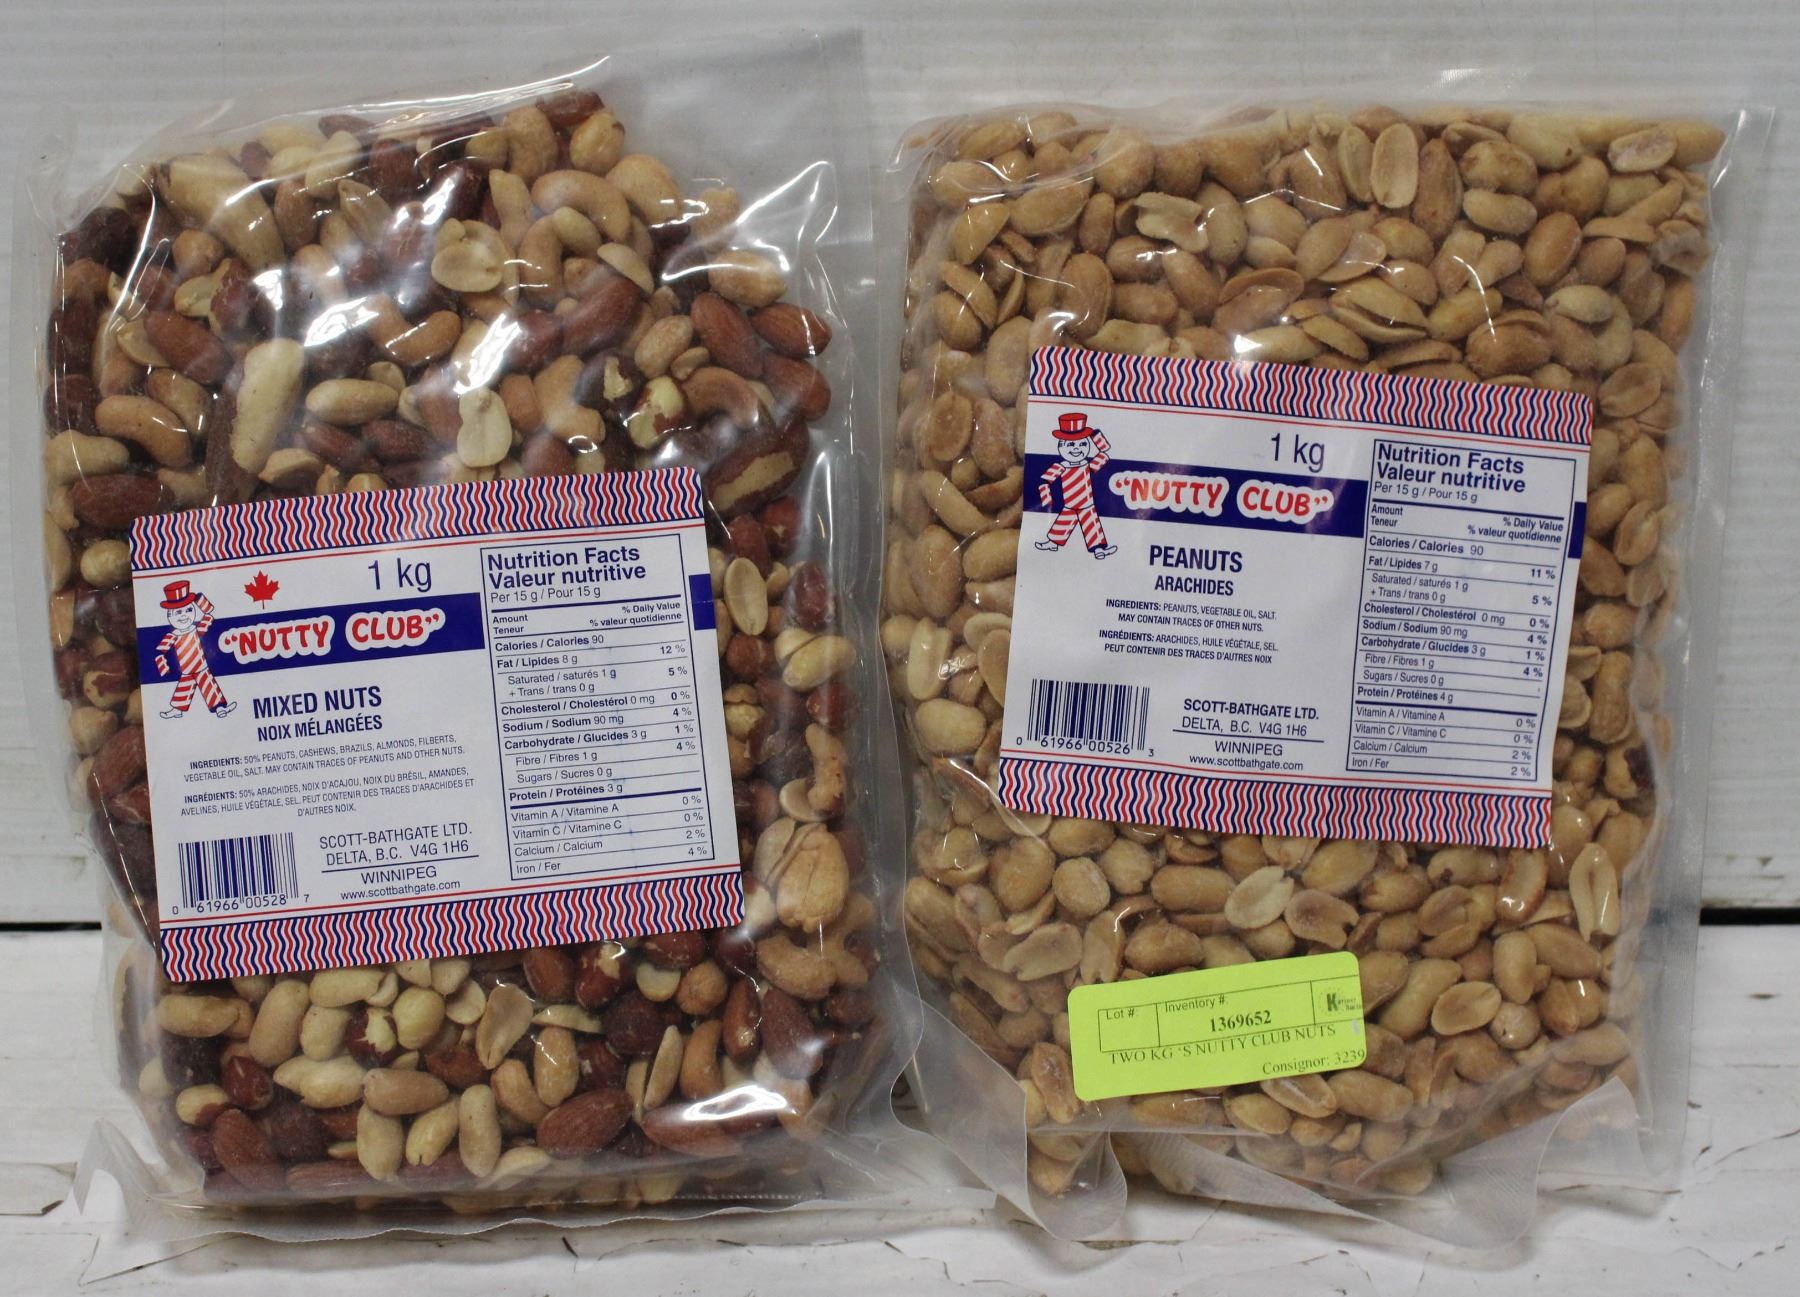 1 kg
"NUTTY CLUB"
MIXED NUTS
NOIX MÉLANGÉES
INGREDIENTS: 50% PEANUTS, CASHEWS, BRAZILS, ALMONDS, FILBERTS,
VEGETABLE OIL, SALT. MAY CONTAIN TRACES OF PEANUTS AND OTHER NUTS.
INGRÉDIENTS: 50% ARACHIDES, NOIX D'ACAJOU, NOIX DU BRÉSIL, AMANDES,
AVELINES, HUILE VÉGÉTALE, SEL. PEUT CONTENIR DES TRACES D'ARACHIDES ET
D'AUTRES NOIX.
0 61966 00528 7
SCOTT-BATHGATE LTD.
DELTA, B.C. V4G 1H6
WINNIPEG
www.scottbathgate.com
Nutrition Facts
Valeur nutritive
Per 15 g / Pour 15 g
Amount % Daily Value
Teneur % valeur quotidienne
Calories / Calories 90
Fat / Lipides 8 g 12 %
Saturated / saturés 1 g
+ Trans / trans 0 g 5 %
Cholesterol / Cholestérol 0 mg 0 %
Sodium / Sodium 90 mg 4 %
Carbohydrate / Glucides 3 g 1 %
Fibre / Fibres 1 g 4 %
Sugars / Sucres 0 g
Protein / Protéines 3 g
Vitamin A / Vitamine A 0 %
Vitamin C / Vitamine C 0 %
Calcium / Calcium 2 %
Iron / Fer 4 %
1 kg
"NUTTY CLUB"
PEANUTS
ARACHIDES
INGREDIENTS: PEANUTS, VEGETABLE OIL, SALT.
MAY CONTAIN TRACES OF OTHER NUTS.
INGRÉDIENTS: ARACHIDES, HUILE VÉGÉTALE, SEL.
PEUT CONTENIR DES TRACES D'AUTRES NOIX
0 61966 00526 3
SCOTT-BATHGATE LTD.
DELTA, B.C. V4G 1H6
WINNIPEG
www.scottbathgate.com
Nutrition Facts
Valeur nutritive
Per 15 g / Pour 15 g
Amount % Daily Value
Teneur % valeur quotidienne
Calories / Calories 90
Fat / Lipides 7 g 11 %
Saturated / saturés 1 g
+ Trans / trans 0 g 5 %
Cholesterol / Cholestérol 0 mg 0 %
Sodium / Sodium 90 mg 4 %
Carbohydrate / Glucides 3 g 1 %
Fibre / Fibres 1 g 4 %
Sugars / Sucres 0 g
Protein / Protéines 4 g
Vitamin A / Vitamine A 0 %
Vitamin C / Vitamine C 0 %
Calcium / Calcium 2 %
Iron / Fer 2 %
Lot #: Inventory #:
1369652
TWO KG 'S NUTTY CLUB NUTS
Consignor: 3239